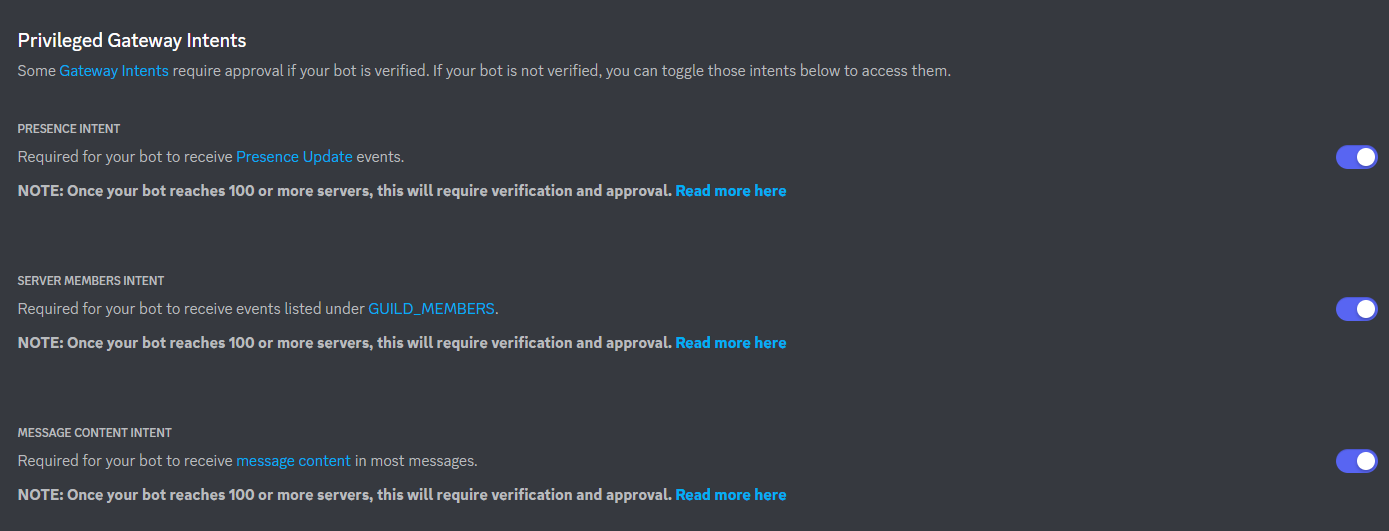 Privileged Gateway Intents
Some Gateway Intents require approval if your bot is verified. If your bot is not verified, you can toggle those intents below to access them.
PRESENCE INTENT
Required for your bot to receive Presence Update events.
NOTE: Once your bot reaches 100 or more servers, this will require verification and approval. Read more here
SERVER MEMBERS INTENT
Required for your bot to receive events listed under GUILD_MEMBERS.
NOTE: Once your bot reaches 100 or more servers, this will require verification and approval. Read more here
MESSAGE CONTENT INTENT
Required for your bot to receive message content in most messages.
NOTE: Once your bot reaches 100 or more servers, this will require verification and approval. Read more here